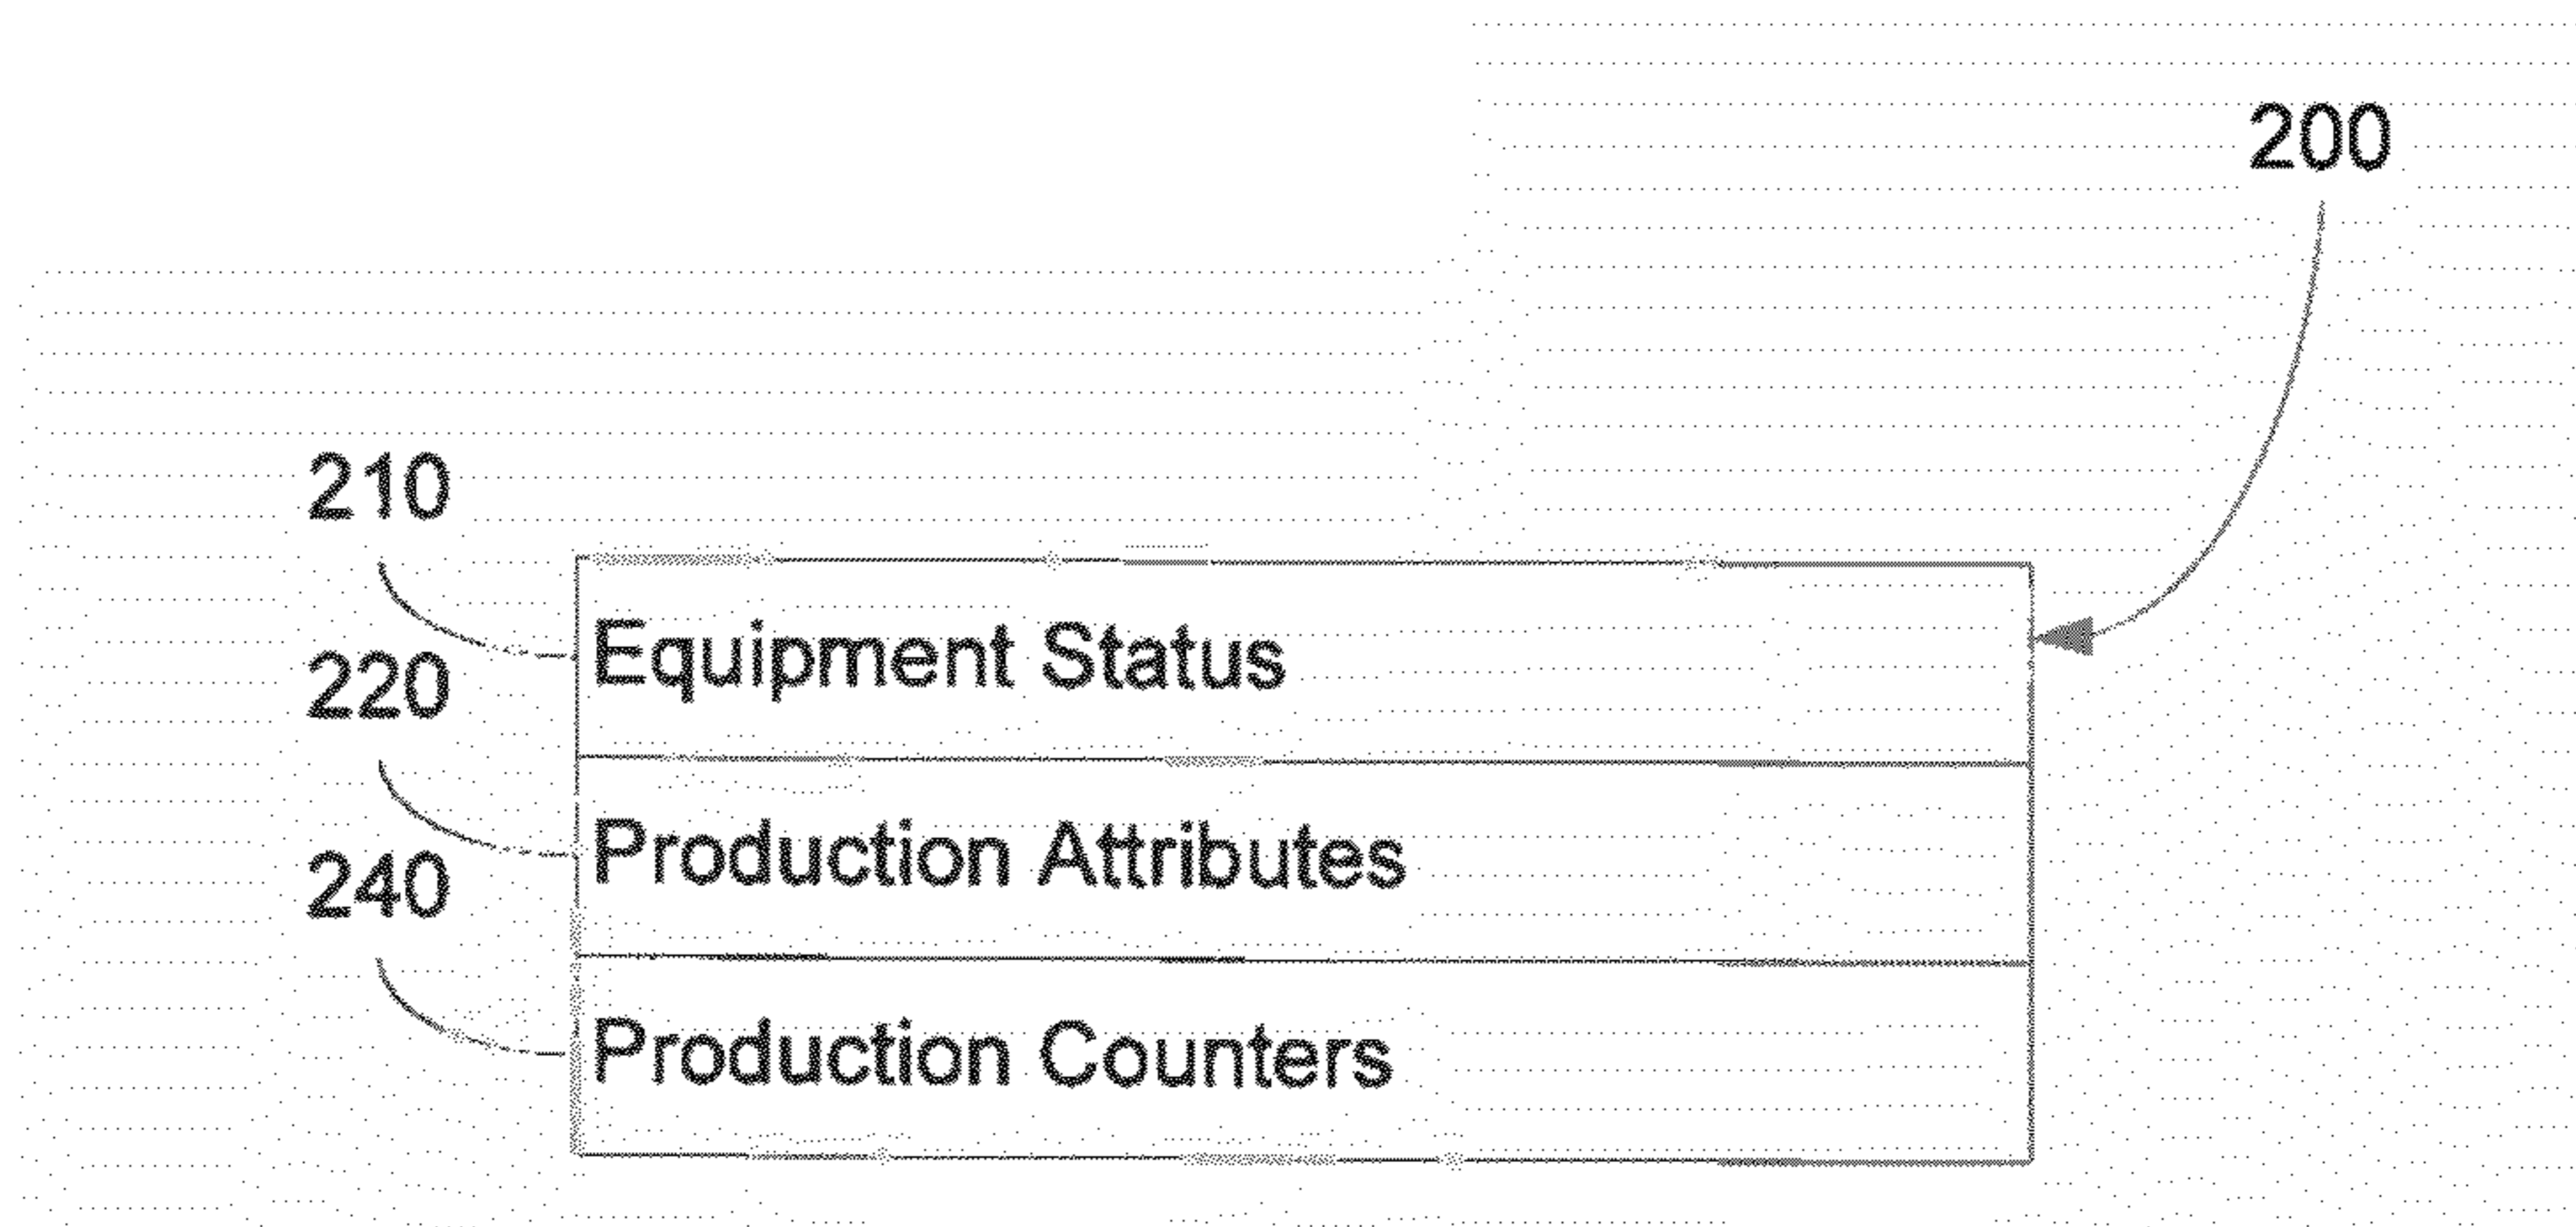 200
210
Equipment Status
220
Production Attributes
240
Production Counters